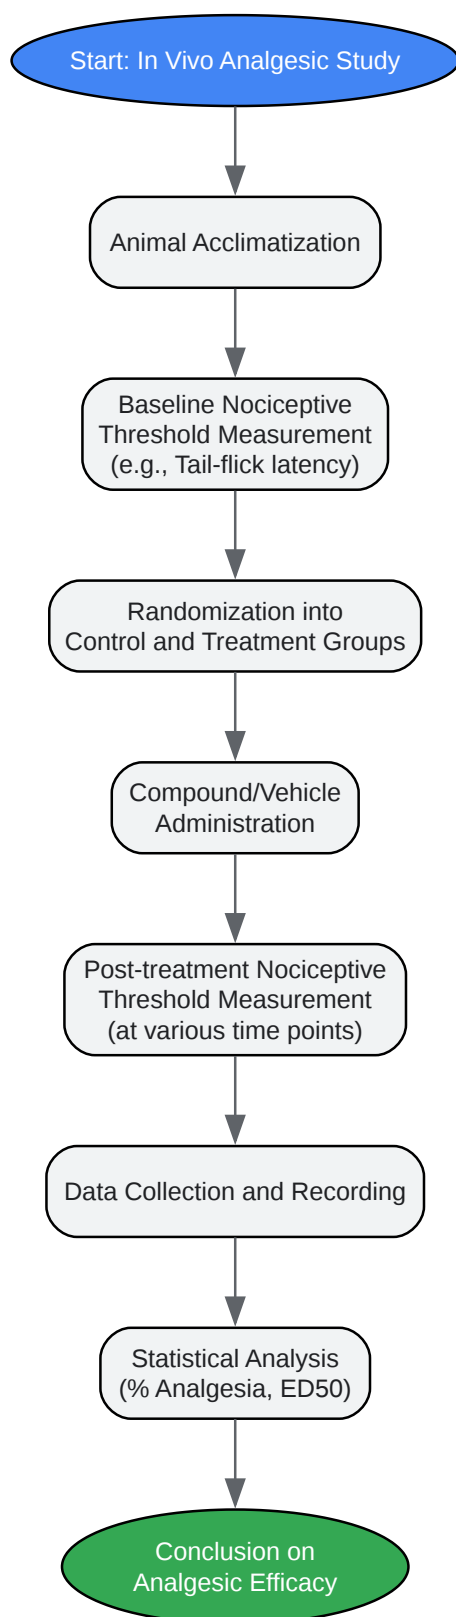 Start: In Vivo Analgesic Study
Animal Acclimatization
Baseline Nociceptive
Threshold Measurement
(e.g., Tail-flick latency)
Randomization into
Control and Treatment Groups
Compound/Vehicle
Administration
Post-treatment Nociceptive
Threshold Measurement
(at various time points)
Data Collection and Recording
Statistical Analysis
(% Analgesia, ED50)
Conclusion on
Analgesic Efficacy